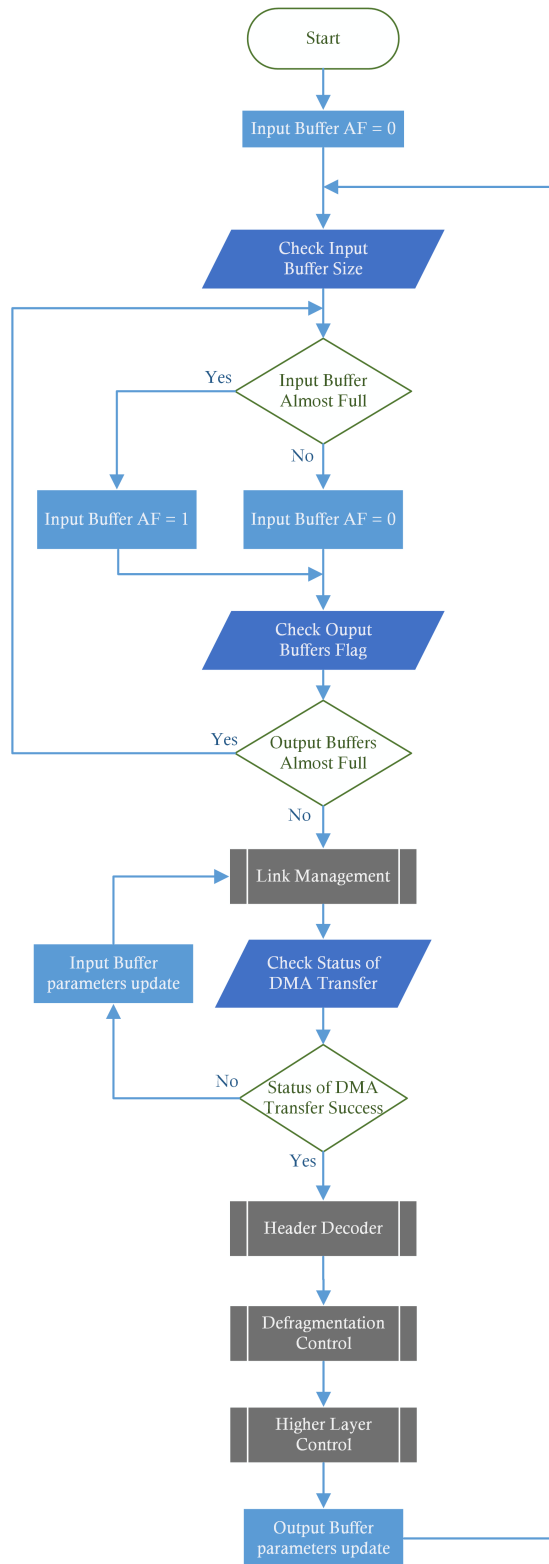 Start
Input Buffer AF = 0
Check Input
Buffer Size
Yes
Input Buffer
Almost Full
No
Input Buffer AF = 1
Input Buffer AF = 0
Check Ouput
Buffers Flag
Yes
Output Buffers
Almost Full
No
Link Management
Input Buffer
parameters update
Check Status of
DMA Transfer
No
Status of DMA
Transfer Success
Yes
Header Decoder
Defragmentation
Control
Higher Layer
Control
Output Buffer
parameters update